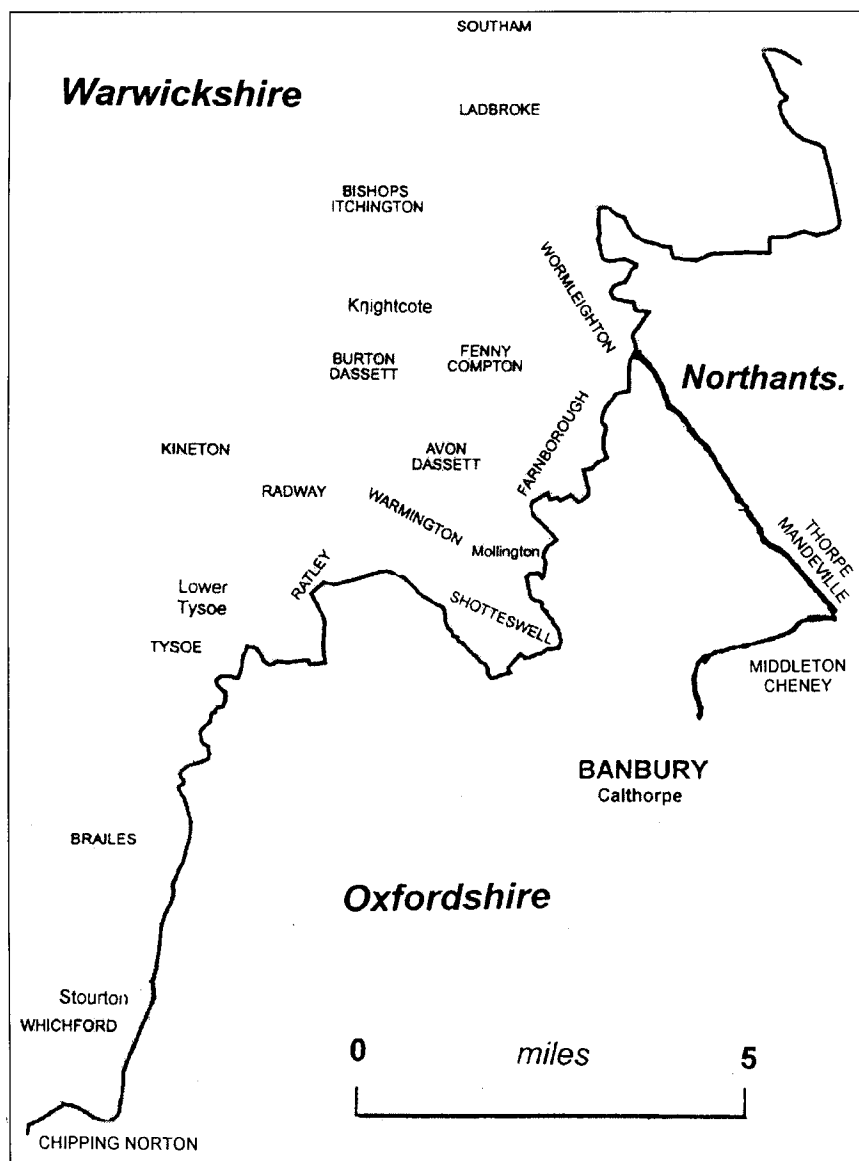 SOUTHAM
Warwickshire
LADBROKE
BISHOPS
ITCHINGTON
WORMLEIGHTON
Knightcote
BURTON
DASSETT
FENNY
COMPTON
Northants.
FARNBOROUGH
KINETON
AVON
DASSETT
RADWAY
WARMINGTON
THORPE
MANDEVILLE
Mollington
RATLEY
Lower
Tysoe
SHOTTESWELL
TYSOE
MIDDLETON
CHENEY
BANBURY
Calthorpe
BRAILES
Oxfordshire
Stourton
WHICHFORD
0 miles 5
CHIPPING NORTON